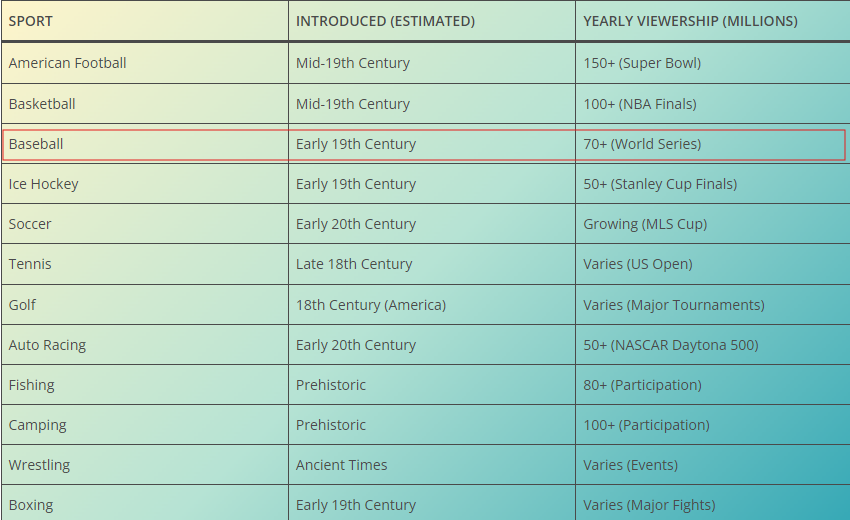 SPORT INTRODUCED (ESTIMATED) YEARLY VIEWERSHIP (MILLIONS)
American Football Mid-19th Century 150+ (Super Bowl)
Basketball Mid-19th Century 100+ (NBA Finals)
Baseball Early 19th Century 70+ (World Series)
Ice Hockey Early 19th Century 50+ (Stanley Cup Finals)
Soccer Early 20th Century Growing (MLS Cup)
Tennis Late 18th Century Varies (US Open)
Golf 18th Century (America) Varies (Major Tournaments)
Auto Racing Early 20th Century 50+ (NASCAR Daytona 500)
Fishing Prehistoric 80+ (Participation)
Camping Prehistoric 100+ (Participation)
Wrestling Ancient Times Varies (Events)
Boxing Early 19th Century Varies (Major Fights)